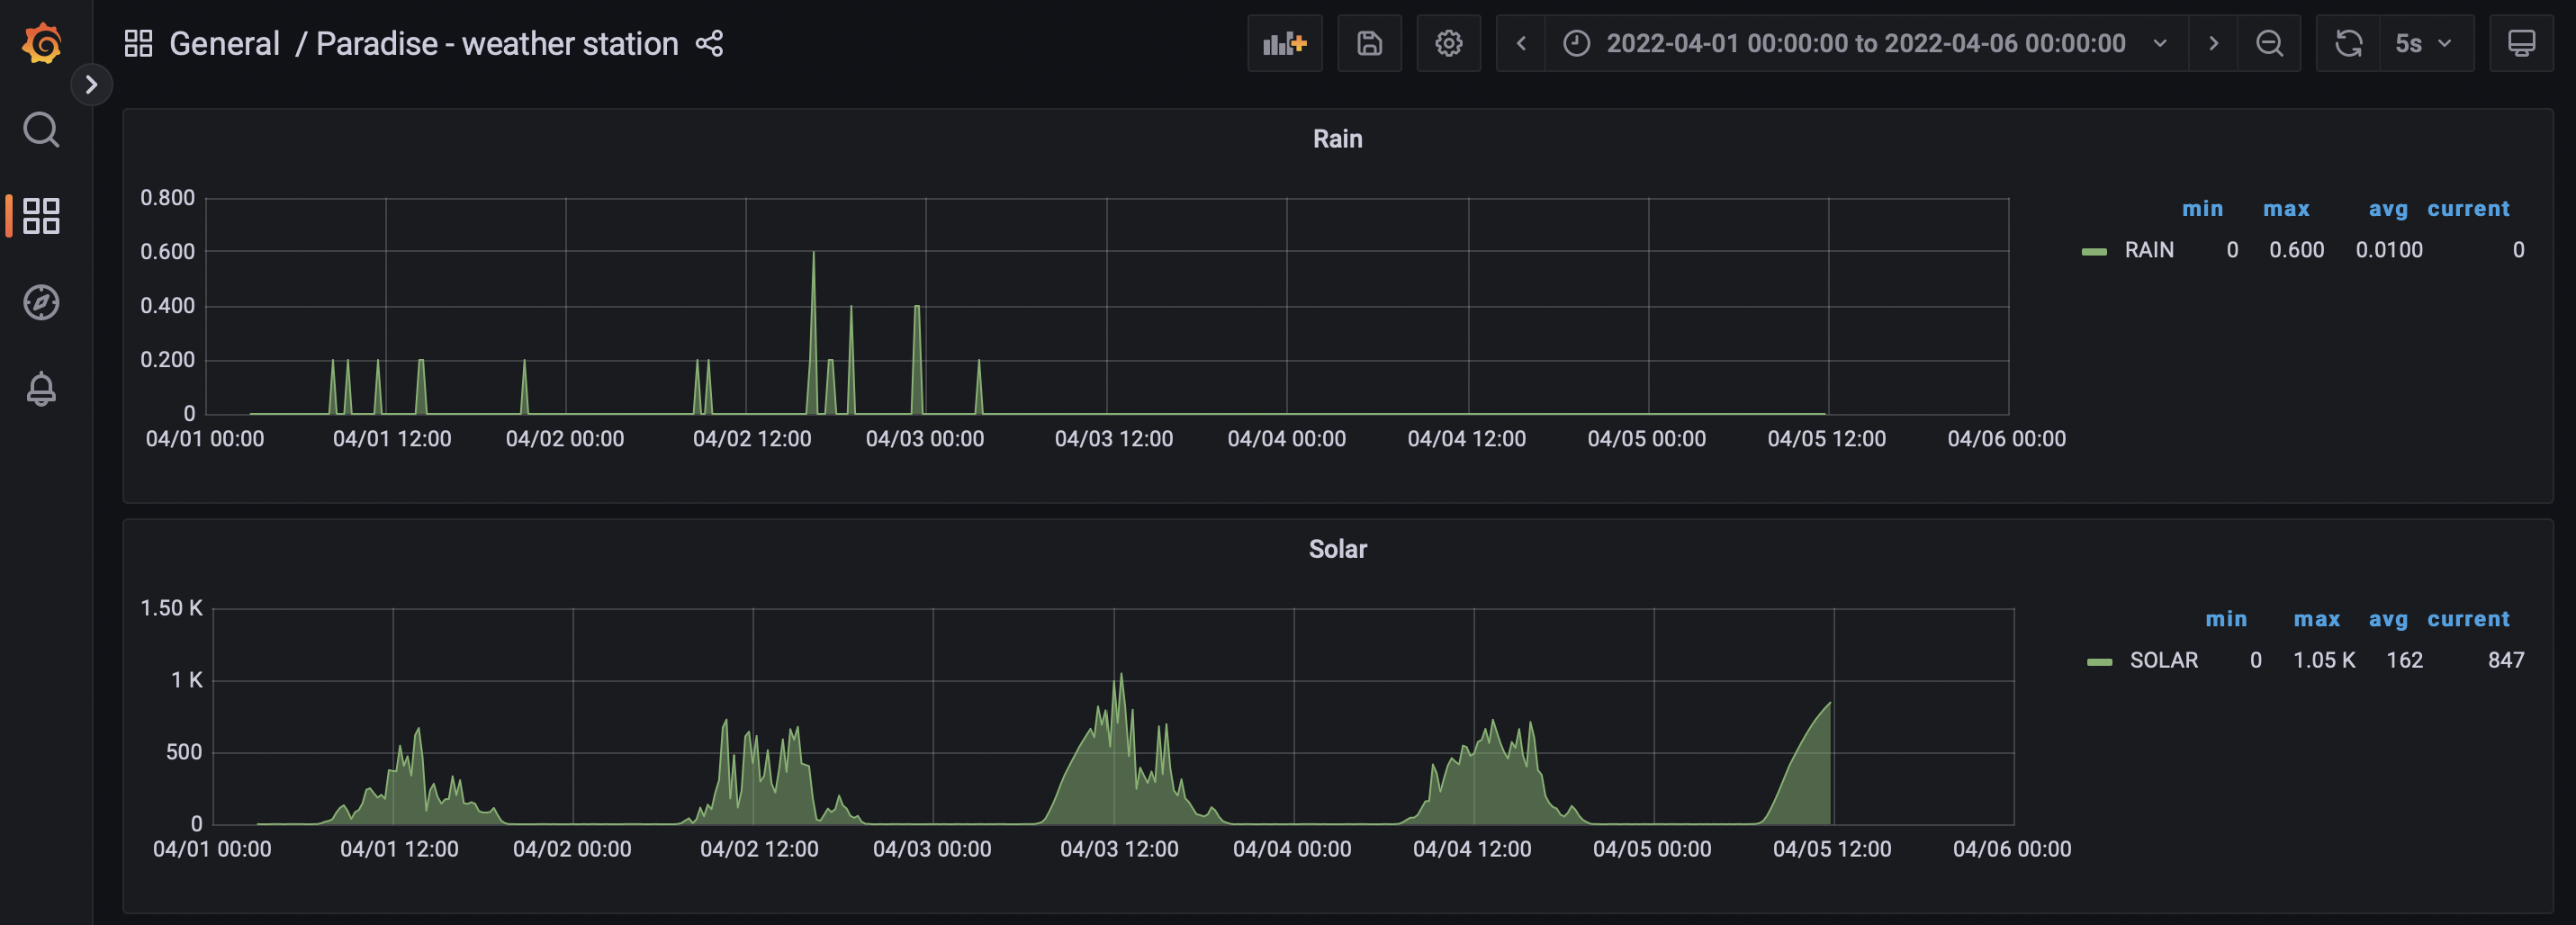 General / Paradise - weather station
2022-04-01 00:00:00 to 2022-04-06 00:00:00
5s
Rain
0.800
0.600
0.400
0.200
0
04/01 00:00 04/01 12:00 04/02 00:00 04/02 12:00 04/03 00:00 04/03 12:00 04/04 00:00 04/04 12:00 04/05 00:00 04/05 12:00 04/06 00:00
min max avg current
RAIN 0 0.600 0.0100 0
Solar
1.50 K
1 K
500
0
04/01 00:00 04/01 12:00 04/02 00:00 04/02 12:00 04/03 00:00 04/03 12:00 04/04 00:00 04/04 12:00 04/05 00:00 04/05 12:00 04/06 00:00
min max avg current
SOLAR 0 1.05 K 162 847